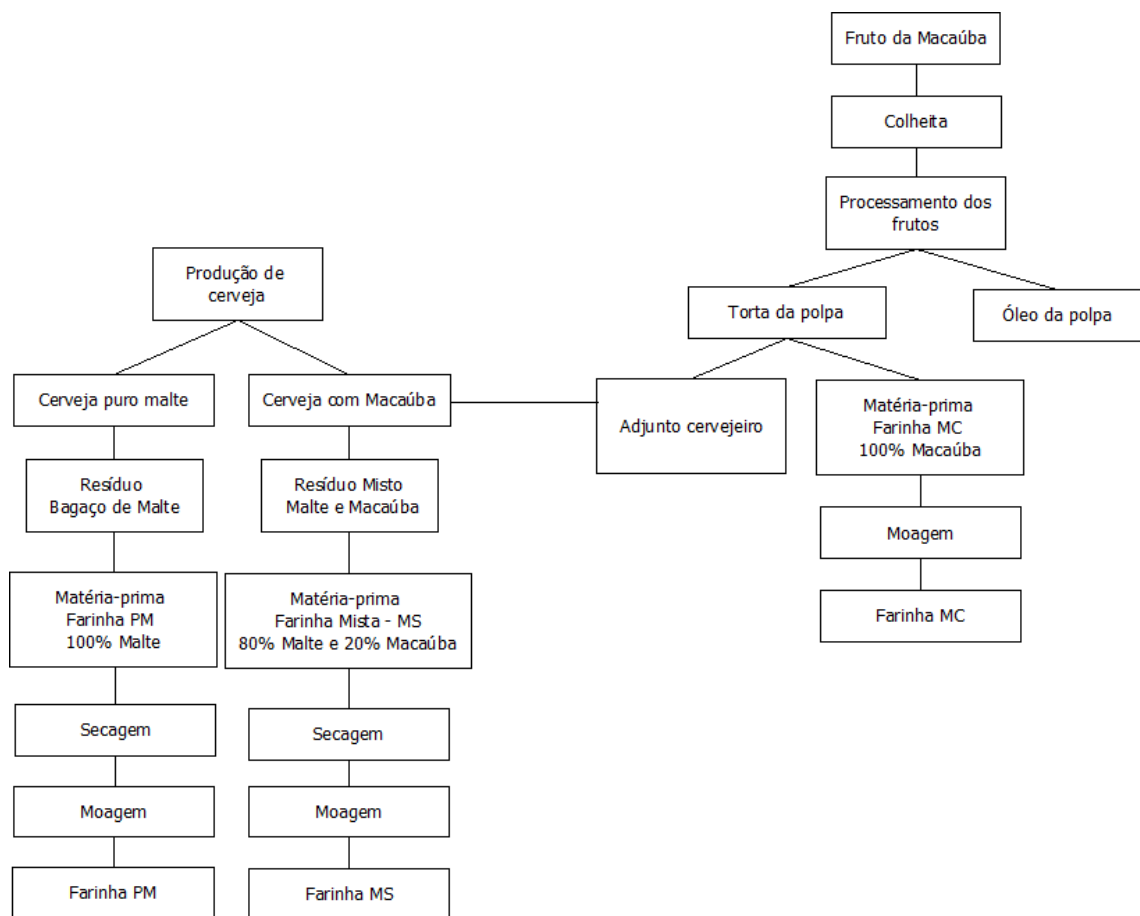 Fruto da Macaúba
Colheita
Processamento dos
frutos
Produção de
cerveja
Torta da polpa
Óleo da polpa
Cerveja puro malte
Cerveja com Macaúba
Adjunto cervejeiro
Matéria-prima
Farinha MC
100% Macaúba
Resíduo
Bagaço de Malte
Resíduo Misto
Malte e Macaúba
Moagem
Matéria-prima
Farinha PM
100% Malte
Matéria-prima
Farinha Mista - MS
80% Malte e 20% Macaúba
Farinha MC
Secagem
Secagem
Moagem
Moagem
Farinha PM
Farinha MS